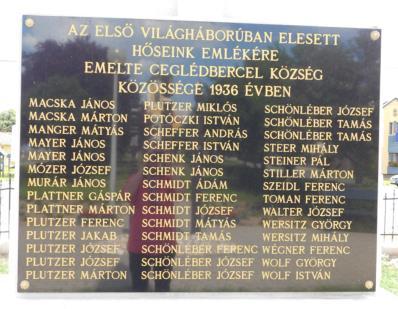 AZ ELSŐ VILÁGHÁBORÚBAN ELESETT
HŐSEINK EMLÉKÉRE
EMELTE CEGLÉDBERCEL KÖZSÉG
KÖZÖSSÉGE 1936 ÉVBEN
MACSKA JÁNOS
MACSKA MÁRTON
MANGER MÁTYÁS
MAYER JÁNOS
MAYER JÁNOS
MÓZER JÓZSEF
MURÁR JÁNOS
PLATTNER GÁSPÁR
PLATTNER MÁRTON
PLUTZER FERENC
PLUTZER JAKAB
PLUTZER JÓZSEF
PLUTZER JÓZSEF
PLUTZER MÁRTON
PLUTZER MIKLÓS
POTÓCZKI ISTVÁN
SCHEFFER ANDRÁS
SCHEFFER ISTVÁN
SCHENK JÁNOS
SCHENK JÁNOS
SCHMIDT ÁDÁM
SCHMIDT FERENC
SCHMIDT JÓZSEF
SCHMIDT MÁTYÁS
SCHMIDT TAMÁS
SCHÖNLÉBER FERENC
SCHÖNLÉBER JÓZSEF
SCHÖNLÉBER JÓZSEF
SCHÖNLÉBER JÓZSEF
SCHÖNLÉBER TAMÁS
SCHÖNLÉBER TAMÁS
STEER MIHÁLY
STEINER PÁL
STILLER MÁRTON
SZEIDL FERENC
TOMAN FERENC
WALTER JÓZSEF
WERSITZ GYÖRGY
WERSITZ MIHÁLY
WÉGNER FERENC
WOLF GYÖRGY
WOLF ISTVÁN